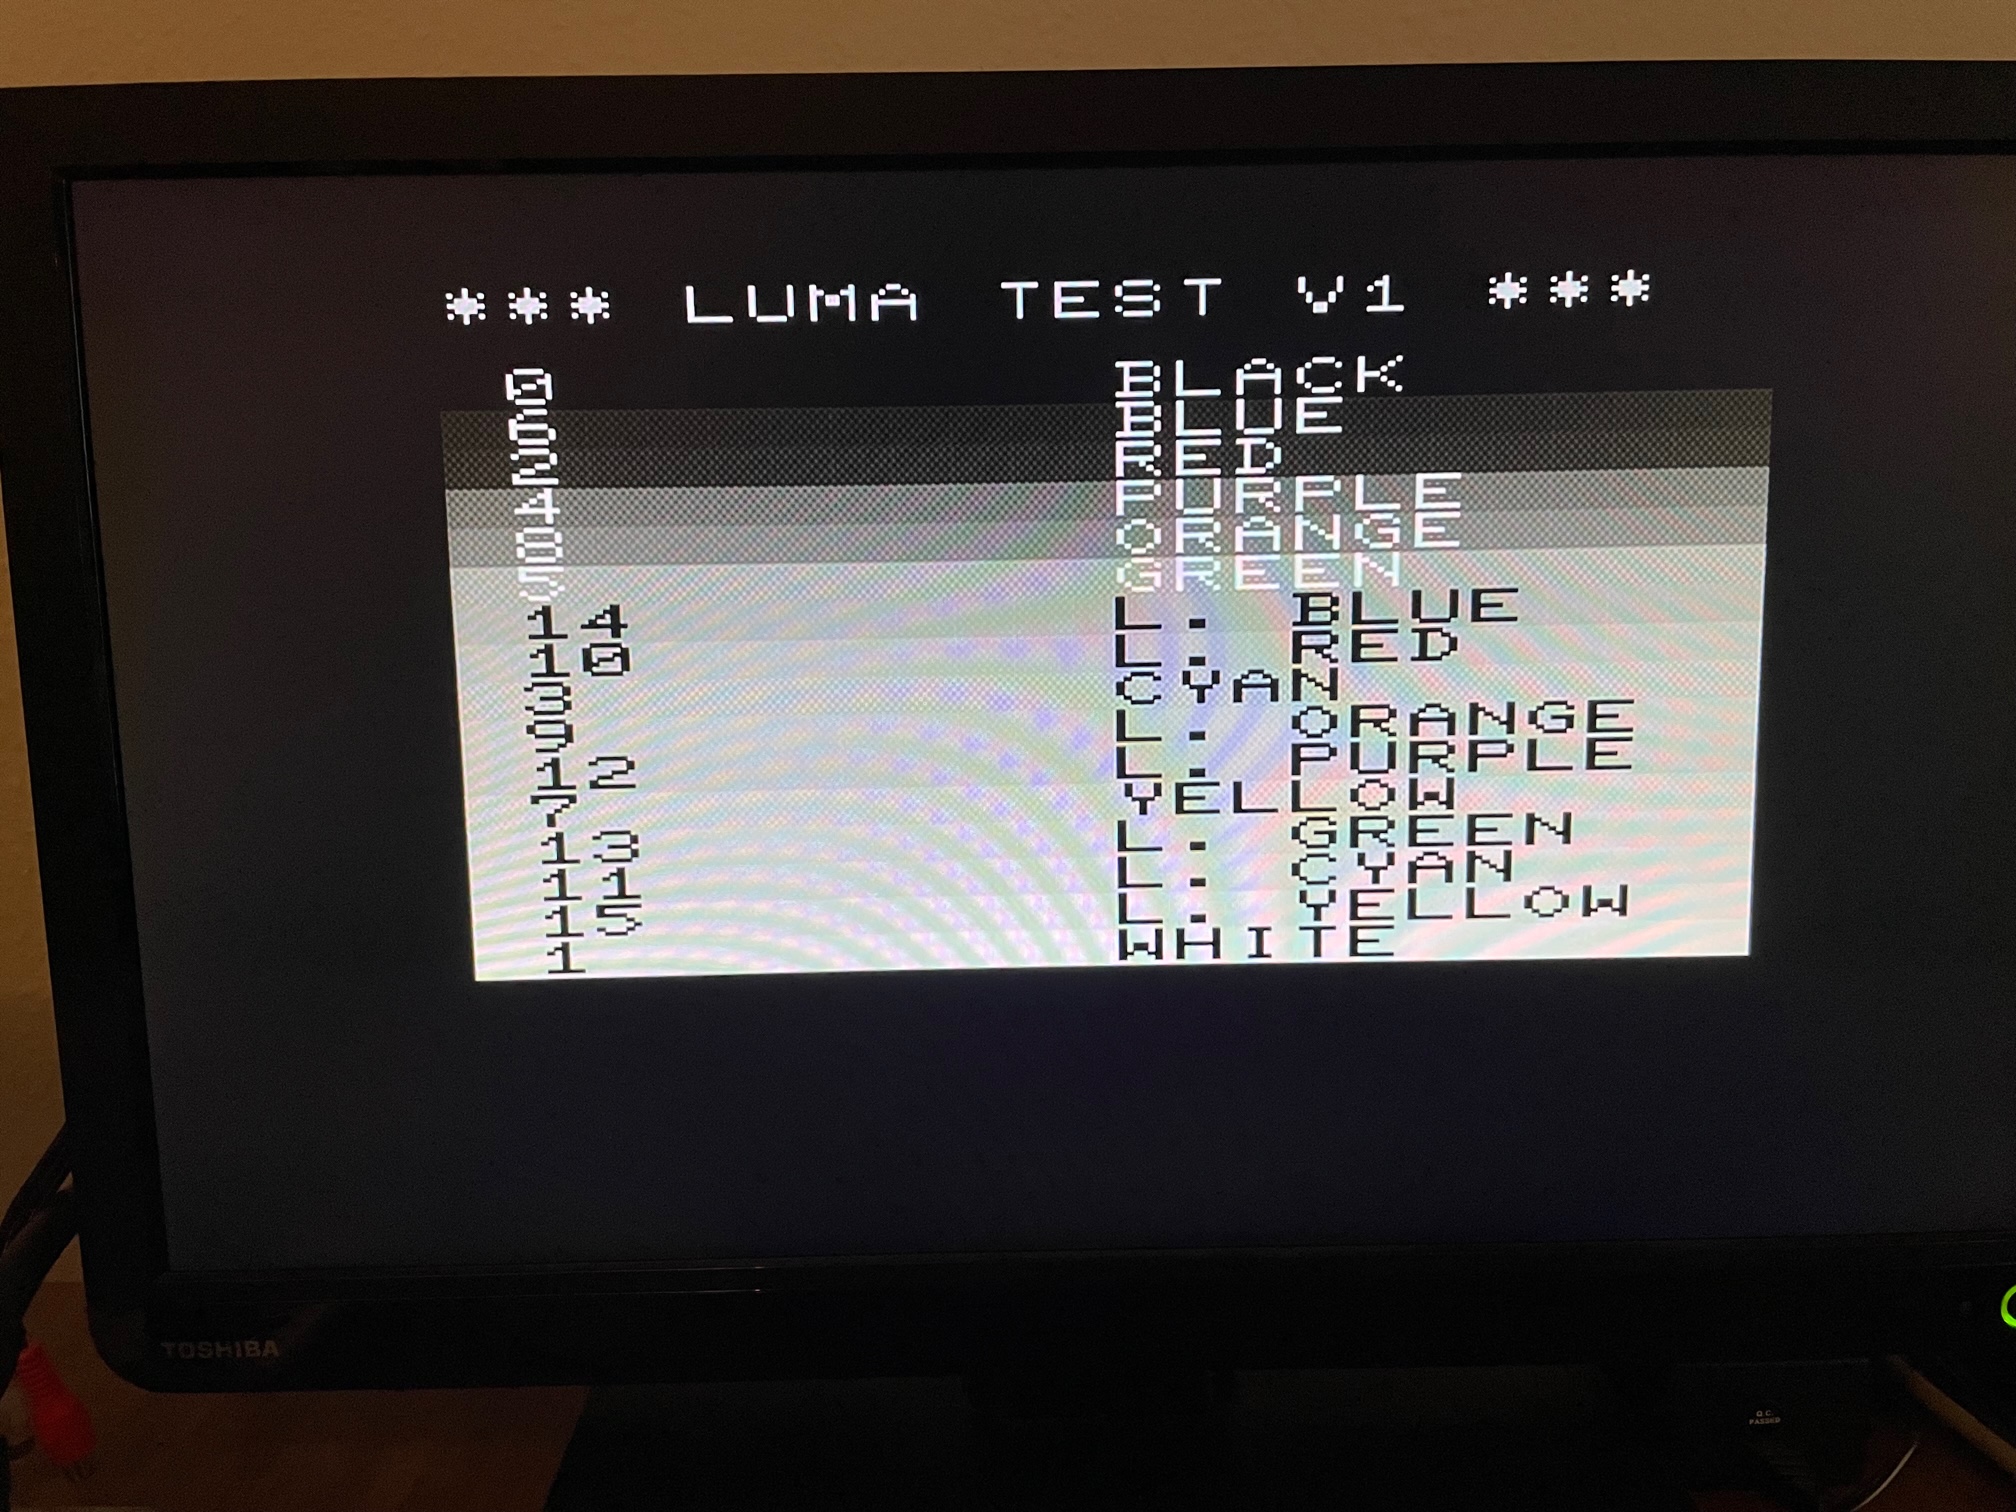 *** LUMA TEST V1 ***
0 BLACK
6 BLUE
2 RED
4 PURPLE
8 ORANGE
5 GREEN
14 L. BLUE
10 L. RED
3 CYAN
9 L. ORANGE
12 L. PURPLE
7 YELLOW
13 L. GREEN
11 L. CYAN
15 L. YELLOW
1 WHITE
TOSHIBA
Q.C.
PASSED